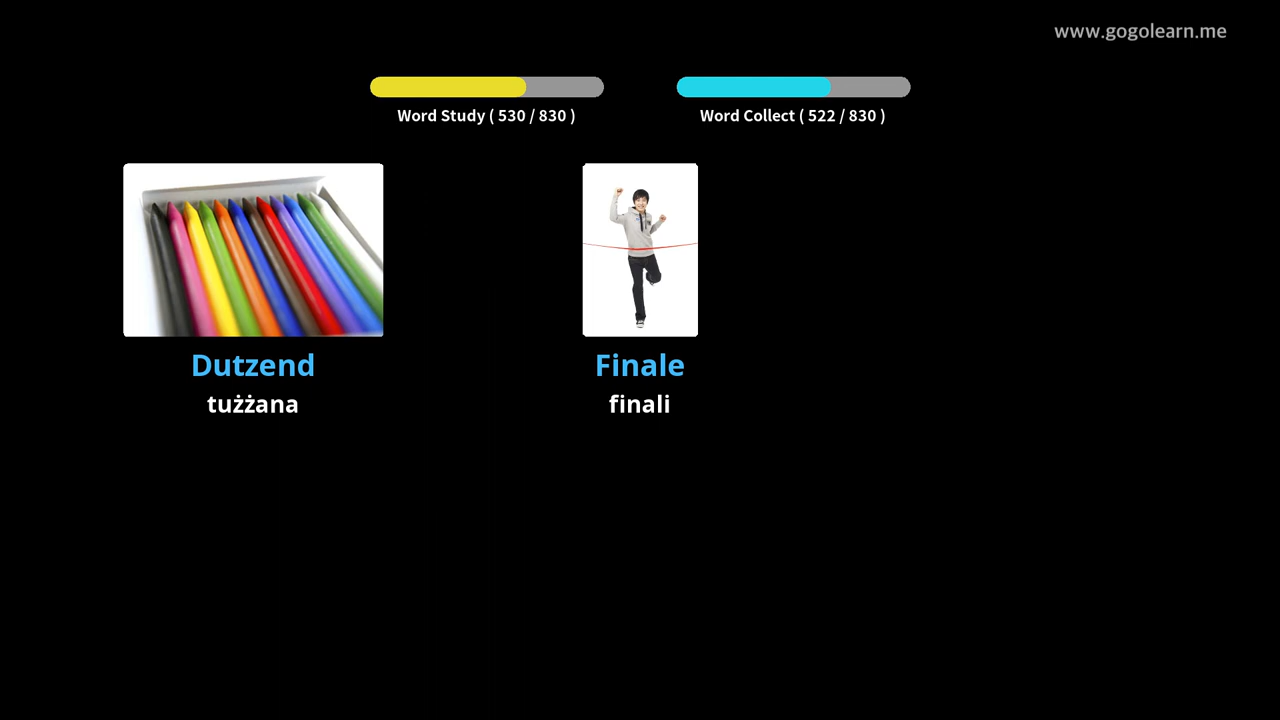 www.gogolearn.me
Word Study ( 530 / 830 )
Word Collect ( 522 / 830 )
Dutzend
tużżana
Finale
finali